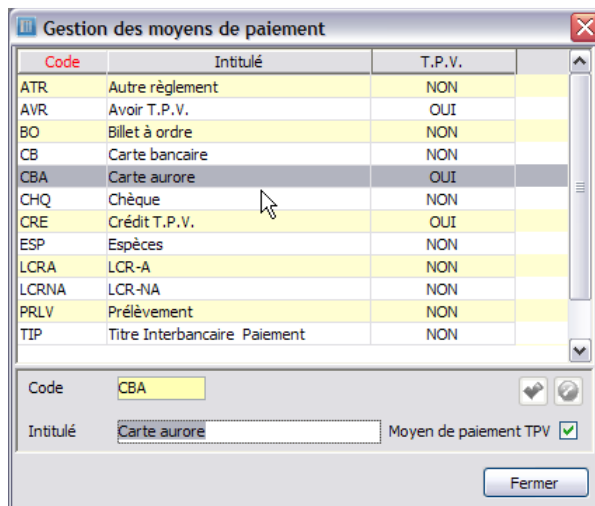 Gestion des moyens de paiement
Code Intitulé T.P.V.
ATR Autre règlement NON
AVR Avoir T.P.V. OUI
BO Billet à ordre NON
CB Carte bancaire NON
CBA Carte aurore OUI
CHQ Chèque NON
CRE Crédit T.P.V. OUI
ESP Espèces NON
LCRA LCR-A NON
LCRNA LCR-NA NON
PRLV Prélèvement NON
TIP Titre Interbancaire Paiement NON
Code CBA
Intitulé Carte aurore Moyen de paiement TPV
Fermer